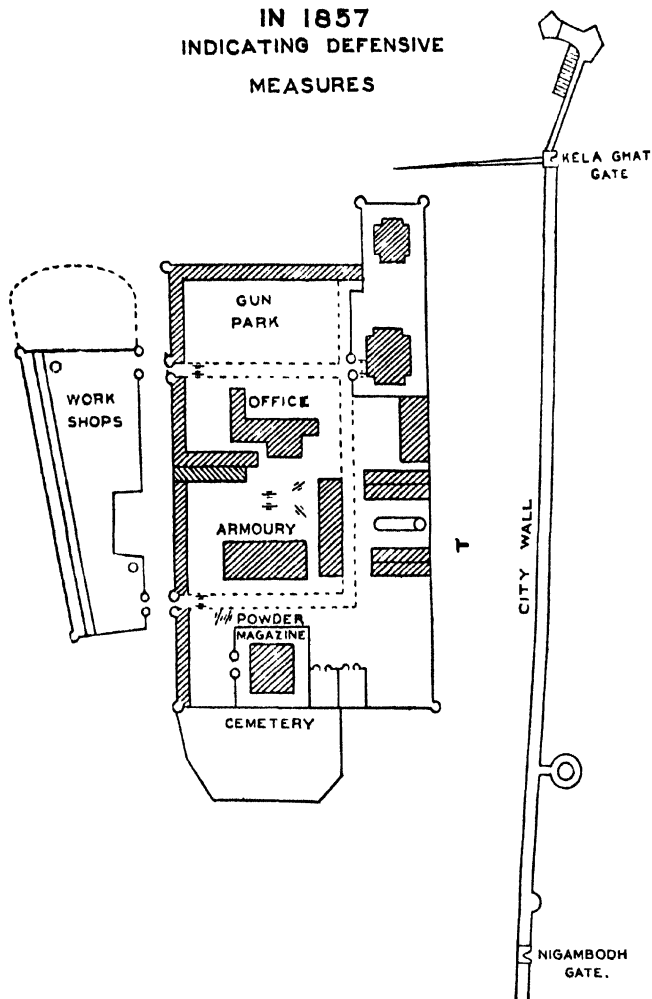 IN 1857
INDICATING DEFENSIVE
MEASURES
KELA GHAT
GATE
GUN
PARK
WORK
SHOPS
OFFICE
ARMOURY
CITY WALL
T
POWDER
MAGAZINE
CEMETERY
NIGAMBODH
GATE.